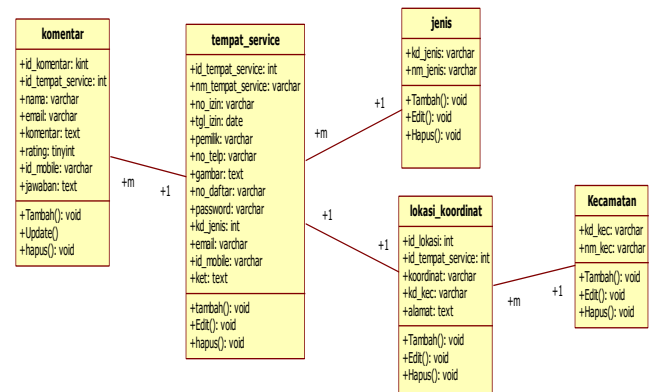 komentar
+id_komentar: kint
+id_tempat_service: int
+nama: varchar
+email: varchar
+komentar: text
+rating: tinyint
+id_mobile: varchar
+jawaban: text
+Tambah(): void
+Update()
+hapus(): void
+m
+1
tempat_service
+id_tempat_service: int
+nm_tempat_service: varchar
+no_izin: varchar
+tgl_izin: date
+pemilik: varchar
+no_telp: varchar
+gambar: text
+no_daftar: varchar
+password: varchar
+kd_jenis: int
+email: varchar
+id_mobile: varchar
+ket: text
+tambah(): void
+Edit(): void
+hapus(): void
+m
+1
jenis
+kd_jenis: varchar
+nm_jenis: varchar
+Tambah(): void
+Edit(): void
+Hapus(): void
+1
+1
lokasi_koordinat
+id_lokasi: int
+id_tempat_service: int
+koordinat: varchar
+kd_kec: varchar
+alamat: text
+Tambah(): void
+Edit(): void
+Hapus(): void
+m
+1
Kecamatan
+kd_kec: varchar
+nm_kec: varchar
+Tambah(): void
+Edit(): void
+Hapus(): void